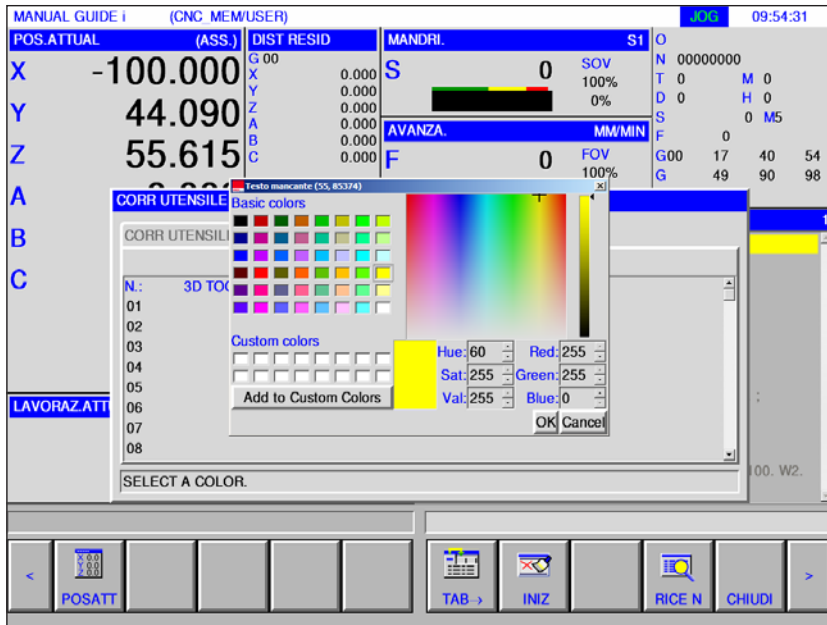 MANUAL GUIDE i (CNC_MEM/USER) JOG 09:54:31
POS.ATTUAL (ASS.) DIST RESID MANDRI. S1 O
G 00 N 00000000
X -100.000 X 0.000 S 0 SOV T 0 M 0
Y 0.000 100% D 0 H 0
Y 44.090 Z 0.000 0% S 0 M5
A 0.000 AVANZA. MM/MIN F 0
Z 55.615 B 0.000 F 0 FOV G00 17 40 54
C 0.000 100% G 49 90 98
A
B
C
CORR UTENSILE
CORR UTENSILI
Testo mancante (55, 85374)
Basic colors
N.: 3D TOO
01
02
03
04
05
06
07
08
Custom colors
Add to Custom Colors
Hue: 60 Red: 255
Sat: 255 Green: 255
Val: 255 Blue: 0
OK Cancel
LAVORAZ.ATT
1
;
100. W2.
SELECT A COLOR.
< POSATT TAB-> INIZ RICE N CHIUDI >